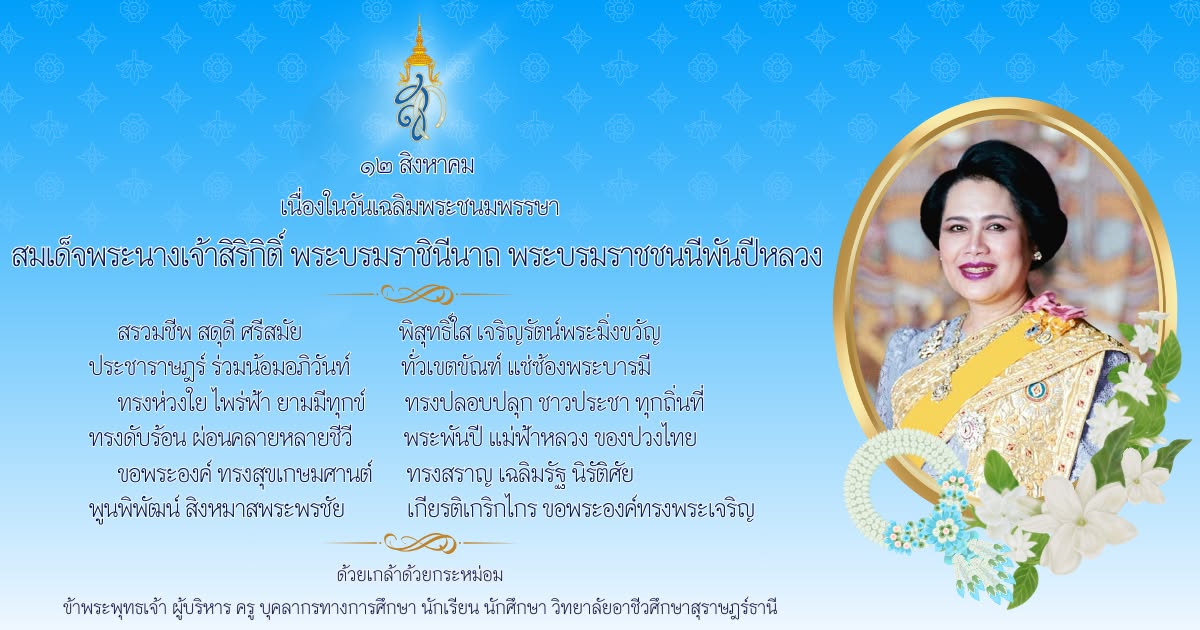 ๑๒ สิงหาคม
เนื่องในวันเฉลิมพระชนมพรรษา
สมเด็จพระนางเจ้าสิริกิติ์ พระบรมราชินีนาถ พระบรมราชชนนีพันปีหลวง
สรวมชีพ สดุดี ศรีสมัย พิสุทธิ์ใส เจริญรัตน์พระมิ่งขวัญ
ประชาราษฎร์ ร่วมน้อมอภิวันท์ ทั่วเขตขัณฑ์ แซ่ซ้องพระบารมี
ทรงห่วงใย ไพร่ฟ้า ยามมีทุกข์ ทรงปลอบปลุก ชาวประชา ทุกถิ่นที่
ทรงดับร้อน ผ่อนคลายหลายชีวี พระพันปี แม่ฟ้าหลวง ของปวงไทย
ขอพระองค์ ทรงสุขเกษมศานต์ ทรงสราญ เฉลิมรัฐ นิรัติศัย
พูนพิพัฒน์ สิงหมาสพระพรชัย เกียรติเกริกไกร ขอพระองค์ทรงพระเจริญ
ด้วยเกล้าด้วยกระหม่อม
ข้าพระพุทธเจ้า ผู้บริหาร ครู บุคลากรทางการศึกษา นักเรียน นักศึกษา วิทยาลัยอาชีวศึกษาสุราษฎร์ธานี